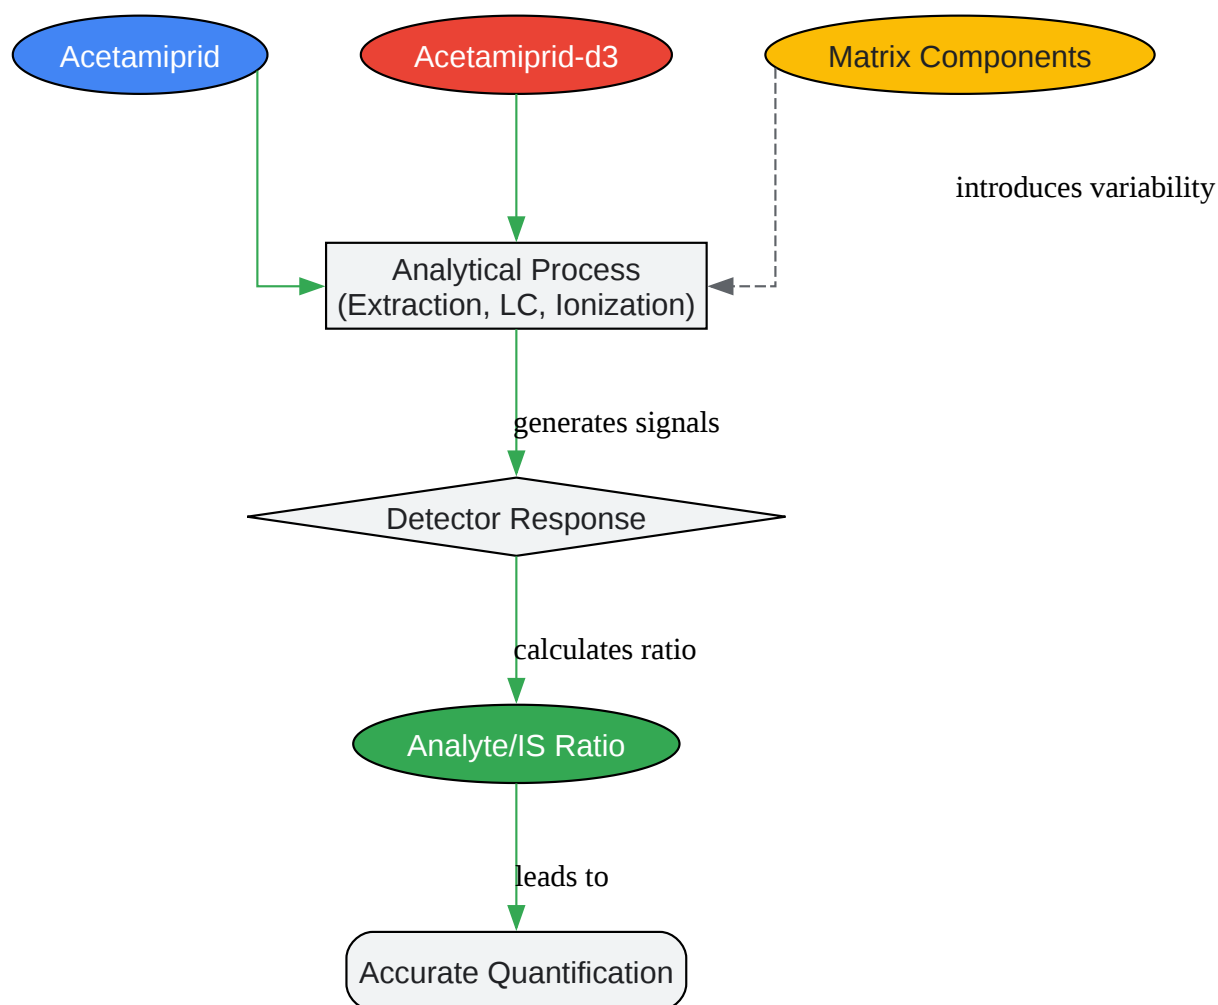 Acetamiprid
Acetamiprid-d3
Matrix Components
introduces variability
Analytical Process
(Extraction, LC, Ionization)
generates signals
Detector Response
calculates ratio
Analyte/IS Ratio
leads to
Accurate Quantification